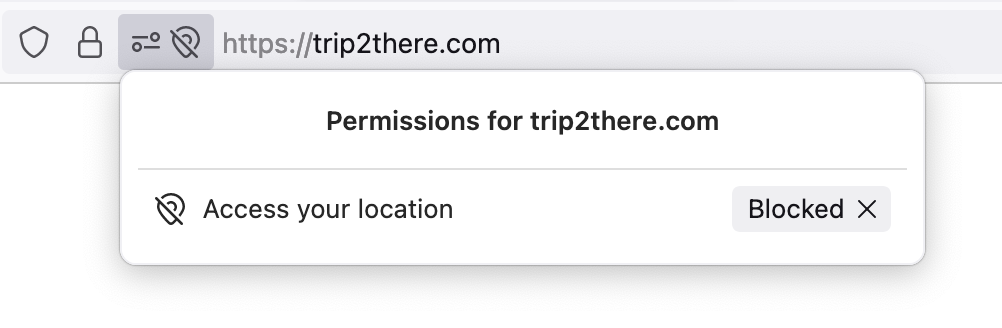 https://trip2there.com
Permissions for trip2there.com
Access your location
Blocked